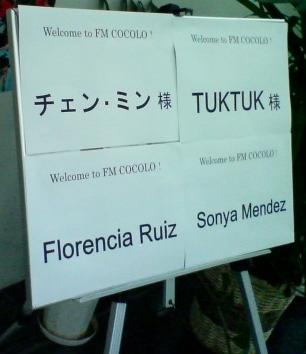 Welcome to FM COCOLO !
チェン・ミン 様
Welcome to FM COCOLO !
TUKTUK 様
Welcome to FM COCOLO !
Florencia Ruiz
Welcome to FM COCOLO !
Sonya Mendez